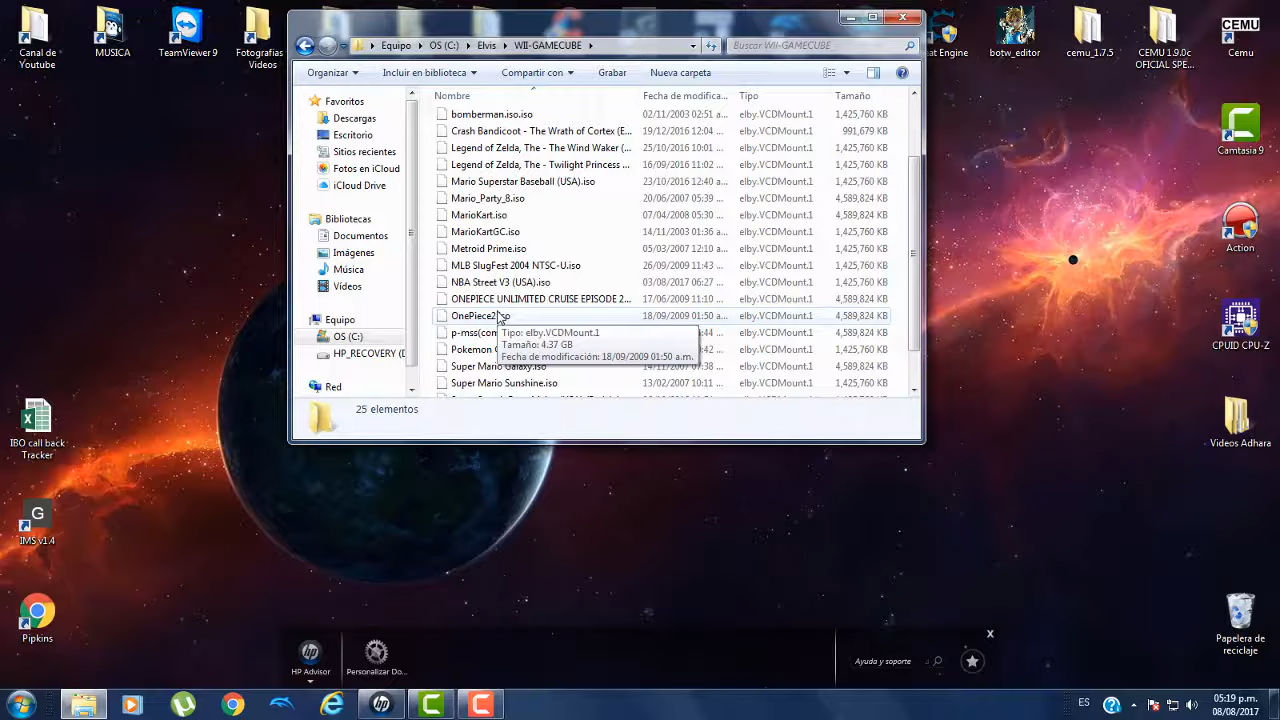 Canal de Youtube
MUSICA
TeamViewer 9
Fotografias Videos
Equipo
OS (C:)
Elvis
WII-GAMECUBE
Buscar WII-GAMECUBE
eat Engine
botw_editor
cemu_1.7.5
CEMU 1.9.0c OFICIAL SPE...
CEMU
Cemu
Organizar
Incluir en biblioteca
Compartir con
Grabar
Nueva carpeta
Favoritos
Descargas
Escritorio
Sitios recientes
Fotos en iCloud
iCloud Drive
Bibliotecas
Documentos
Imágenes
Música
Vídeos
Equipo
OS (C:)
HP_RECOVERY (D
Red
Nombre Fecha de modifica... Tipo Tamaño
bomberman.iso.iso 02/11/2003 02:51 a... elby.VCDMount.1 1,425,760 KB
Crash Bandicoot - The Wrath of Cortex (E... 19/12/2016 12:04 ... elby.VCDMount.1 991,679 KB
Legend of Zelda, The - The Wind Waker (... 25/10/2016 10:01 ... elby.VCDMount.1 1,425,760 KB
Legend of Zelda, The - Twilight Princess ... 16/09/2016 11:02 ... elby.VCDMount.1 1,425,760 KB
Mario Superstar Baseball (USA).iso 23/10/2016 12:40 a... elby.VCDMount.1 1,425,760 KB
Mario_Party_8.iso 20/06/2007 05:39 ... elby.VCDMount.1 4,589,824 KB
MarioKart.iso 07/04/2008 05:30 ... elby.VCDMount.1 4,589,824 KB
MarioKartGC.iso 14/11/2003 01:36 a... elby.VCDMount.1 1,425,760 KB
Metroid Prime.iso 05/03/2007 12:10 a... elby.VCDMount.1 1,425,760 KB
MLB SlugFest 2004 NTSC-U.iso 26/09/2009 11:43 ... elby.VCDMount.1 1,425,760 KB
NBA Street V3 (USA).iso 03/08/2017 06:27 ... elby.VCDMount.1 1,425,760 KB
ONEPIECE UNLIMITED CRUISE EPISODE 2... 17/06/2009 11:10 ... elby.VCDMount.1 4,589,824 KB
OnePiece2 so 18/09/2009 01:50 a... elby.VCDMount.1 4,589,824 KB
p-mss(con :44 ... elby.VCDMount.1 1,425,760 KB
Pokemon 0:42 ... elby.VCDMount.1 1,425,760 KB
Super Mario Galaxy.iso 14/11/2007 :38 ... elby.VCDMount.1 4,589,824 KB
Super Mario Sunshine.iso 13/02/2007 10:11 ... elby.VCDMount.1 1,425,760 KB
Tipo: elby.VCDMount.1
Tamaño: 4.37 GB
Fecha de modificación: 18/09/2009 01:50 a.m.
25 elementos
Camtasia 9
Action
CPUID CPU-Z
Videos Adhara
Papelera de reciclaje
IBO call back Tracker
G
IMS v1.4
Pipkins
HP Advisor
Personalizar Do...
Ayuda y soporte
x
ES
05:19 p.m.
08/08/2017